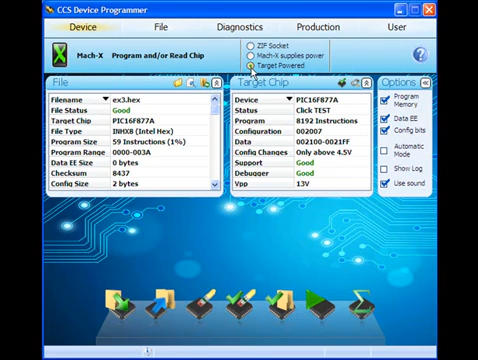 CCS Device Programmer
Device File Diagnostics Production User
Mach-X Program and/or Read Chip
ZIF Socket
Mach-X supplies power
Target Powered
File
Filename ex3.hex
File Status Good
Target Chip PIC16F877A
File Type INHX8 (Intel Hex)
Program Size 59 Instructions (1%)
Program Range 0000-003A
Data EE Size 0 bytes
Checksum 8437
Config Size 2 bytes
Target Chip
Device PIC16F877A
Status Click TEST
Program 8192 Instructions
Configuration 002007
Data 002100-0021FF
Config Changes Only above 4.5V
Support Good
Debugger Good
Vpp 13V
Options
Program Memory
Data EE
Config bits
Automatic Mode
Show Log
Use sound